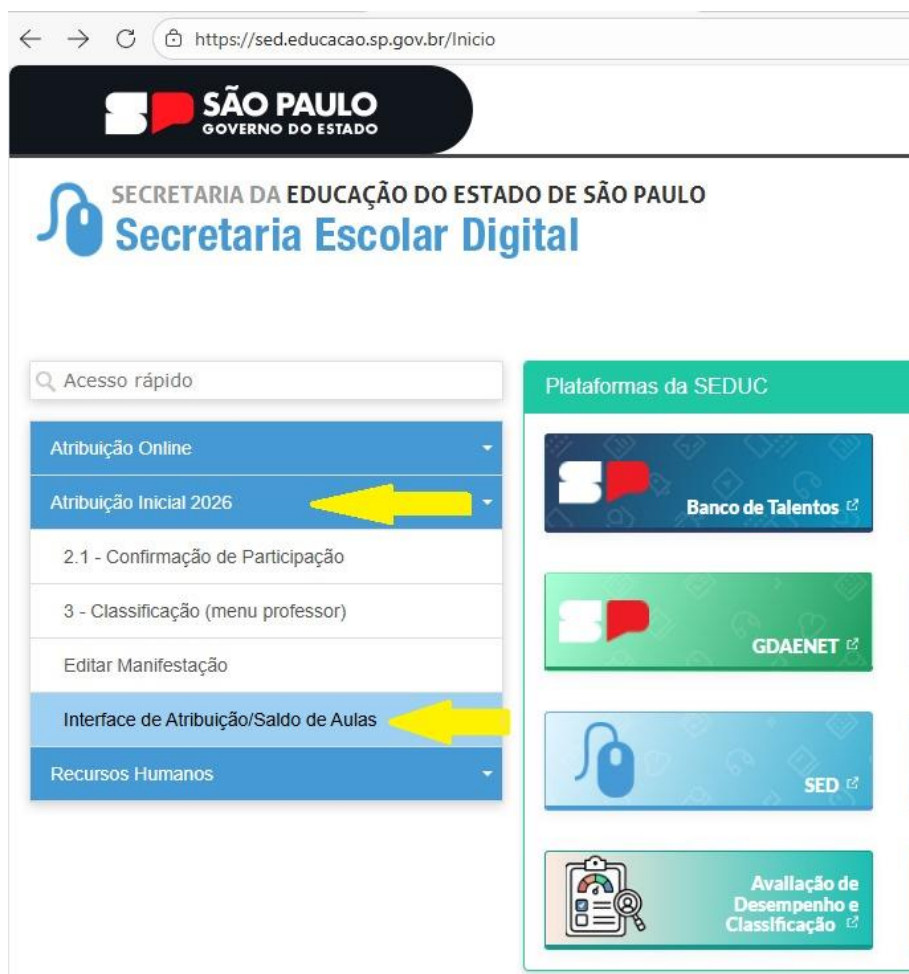 https://sed.educacao.sp.gov.br/Inicio
SÃO PAULO
GOVERNO DO ESTADO
SECRETARIA DA EDUCAÇÃO DO ESTADO DE SÃO PAULO
Secretaria Escolar Digital
Acesso rápido
Atribuição Online
Atribuição Inicial 2026
2.1 - Confirmação de Participação
3 - Classificação (menu professor)
Editar Manifestação
Interface de Atribuição/Saldo de Aulas
Recursos Humanos
Plataformas da SEDUC
Banco de Talentos
GDAENET
SED
Avaliação de
Desempenho e
Classificação